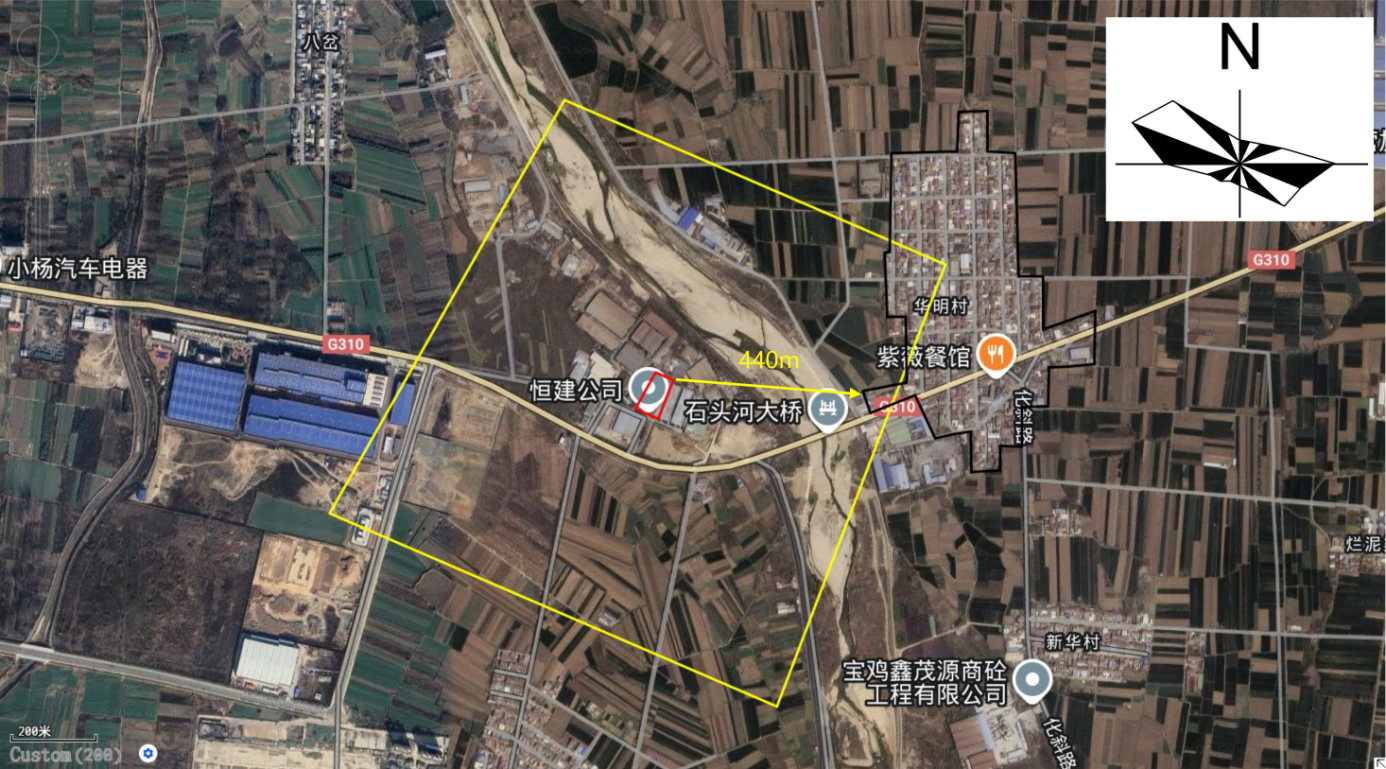 八岔
N
小杨汽车电器
G310
G310
华明村
紫薇餐馆
440m
恒建公司
石头河大桥
G310
化斜路
烂泥
新华村
宝鸡鑫茂源商砼
工程有限公司
化斜路
200米
Custom(200)